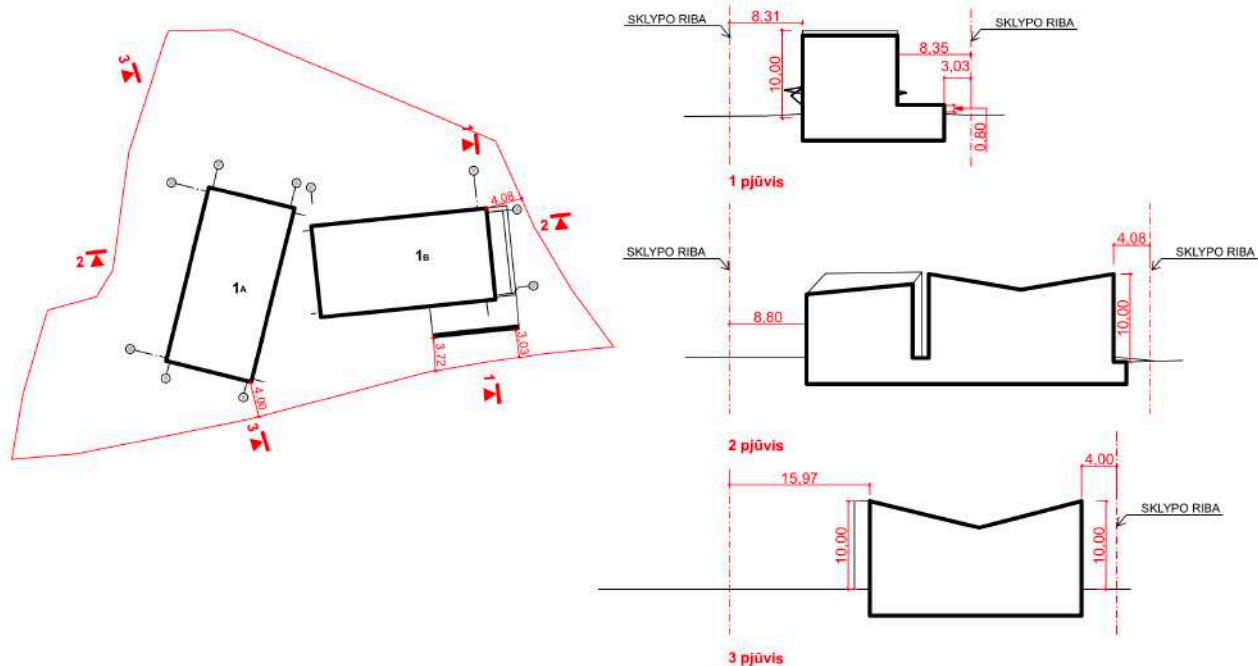 3
1
4.08
2
2
1A
1B
3.72
3.03
1
4.00
3
SKLYPO RIBA
8.31
SKLYPO RIBA
10,00
8.35
3,03
0,80
1 pjūvis
SKLYPO RIBA
4.08
SKLYPO RIBA
8.80
10,00
2 pjūvis
15,97
4,00
SKLYPO RIBA
10,00
10,00
3 pjūvis